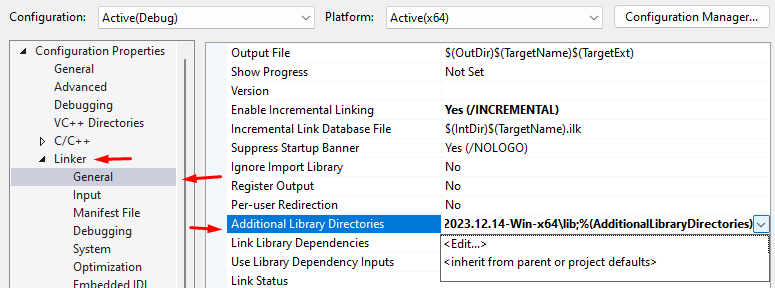 Configuration: Active(Debug) Platform: Active(x64) Configuration Manager...
Configuration Properties
General
Advanced
Debugging
VC++ Directories
C/C++
Linker
General
Input
Manifest File
Debugging
System
Optimization
Embedded IDL
Output File $(OutDir)$(TargetName)$(TargetExt)
Show Progress Not Set
Version
Enable Incremental Linking Yes (/INCREMENTAL)
Incremental Link Database File $(IntDir)$(TargetName).ilk
Suppress Startup Banner Yes (/NOLOGO)
Ignore Import Library No
Register Output No
Per-user Redirection No
Additional Library Directories 2023.12.14-Win-x64\lib;%(AdditionalLibraryDirectories)
Link Library Dependencies <Edit...>
Use Library Dependency Inputs <inherit from parent or project defaults>
Link Status